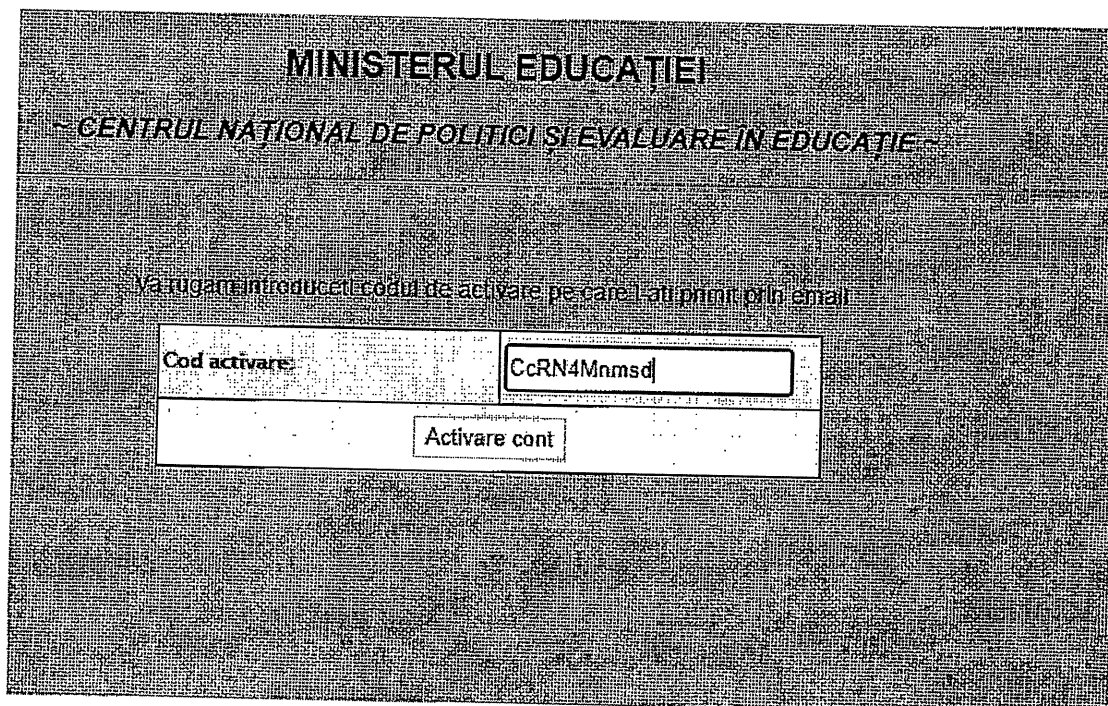 MINISTERUL EDUCAȚIEI
~ CENTRUL NAȚIONAL DE POLITICI ȘI EVALUARE IN EDUCAȚIE ~
Va rugam introduceti codul de activare pe care l-ati primit prin email
Cod activare: CcRN4Mnmsd
Activare cont